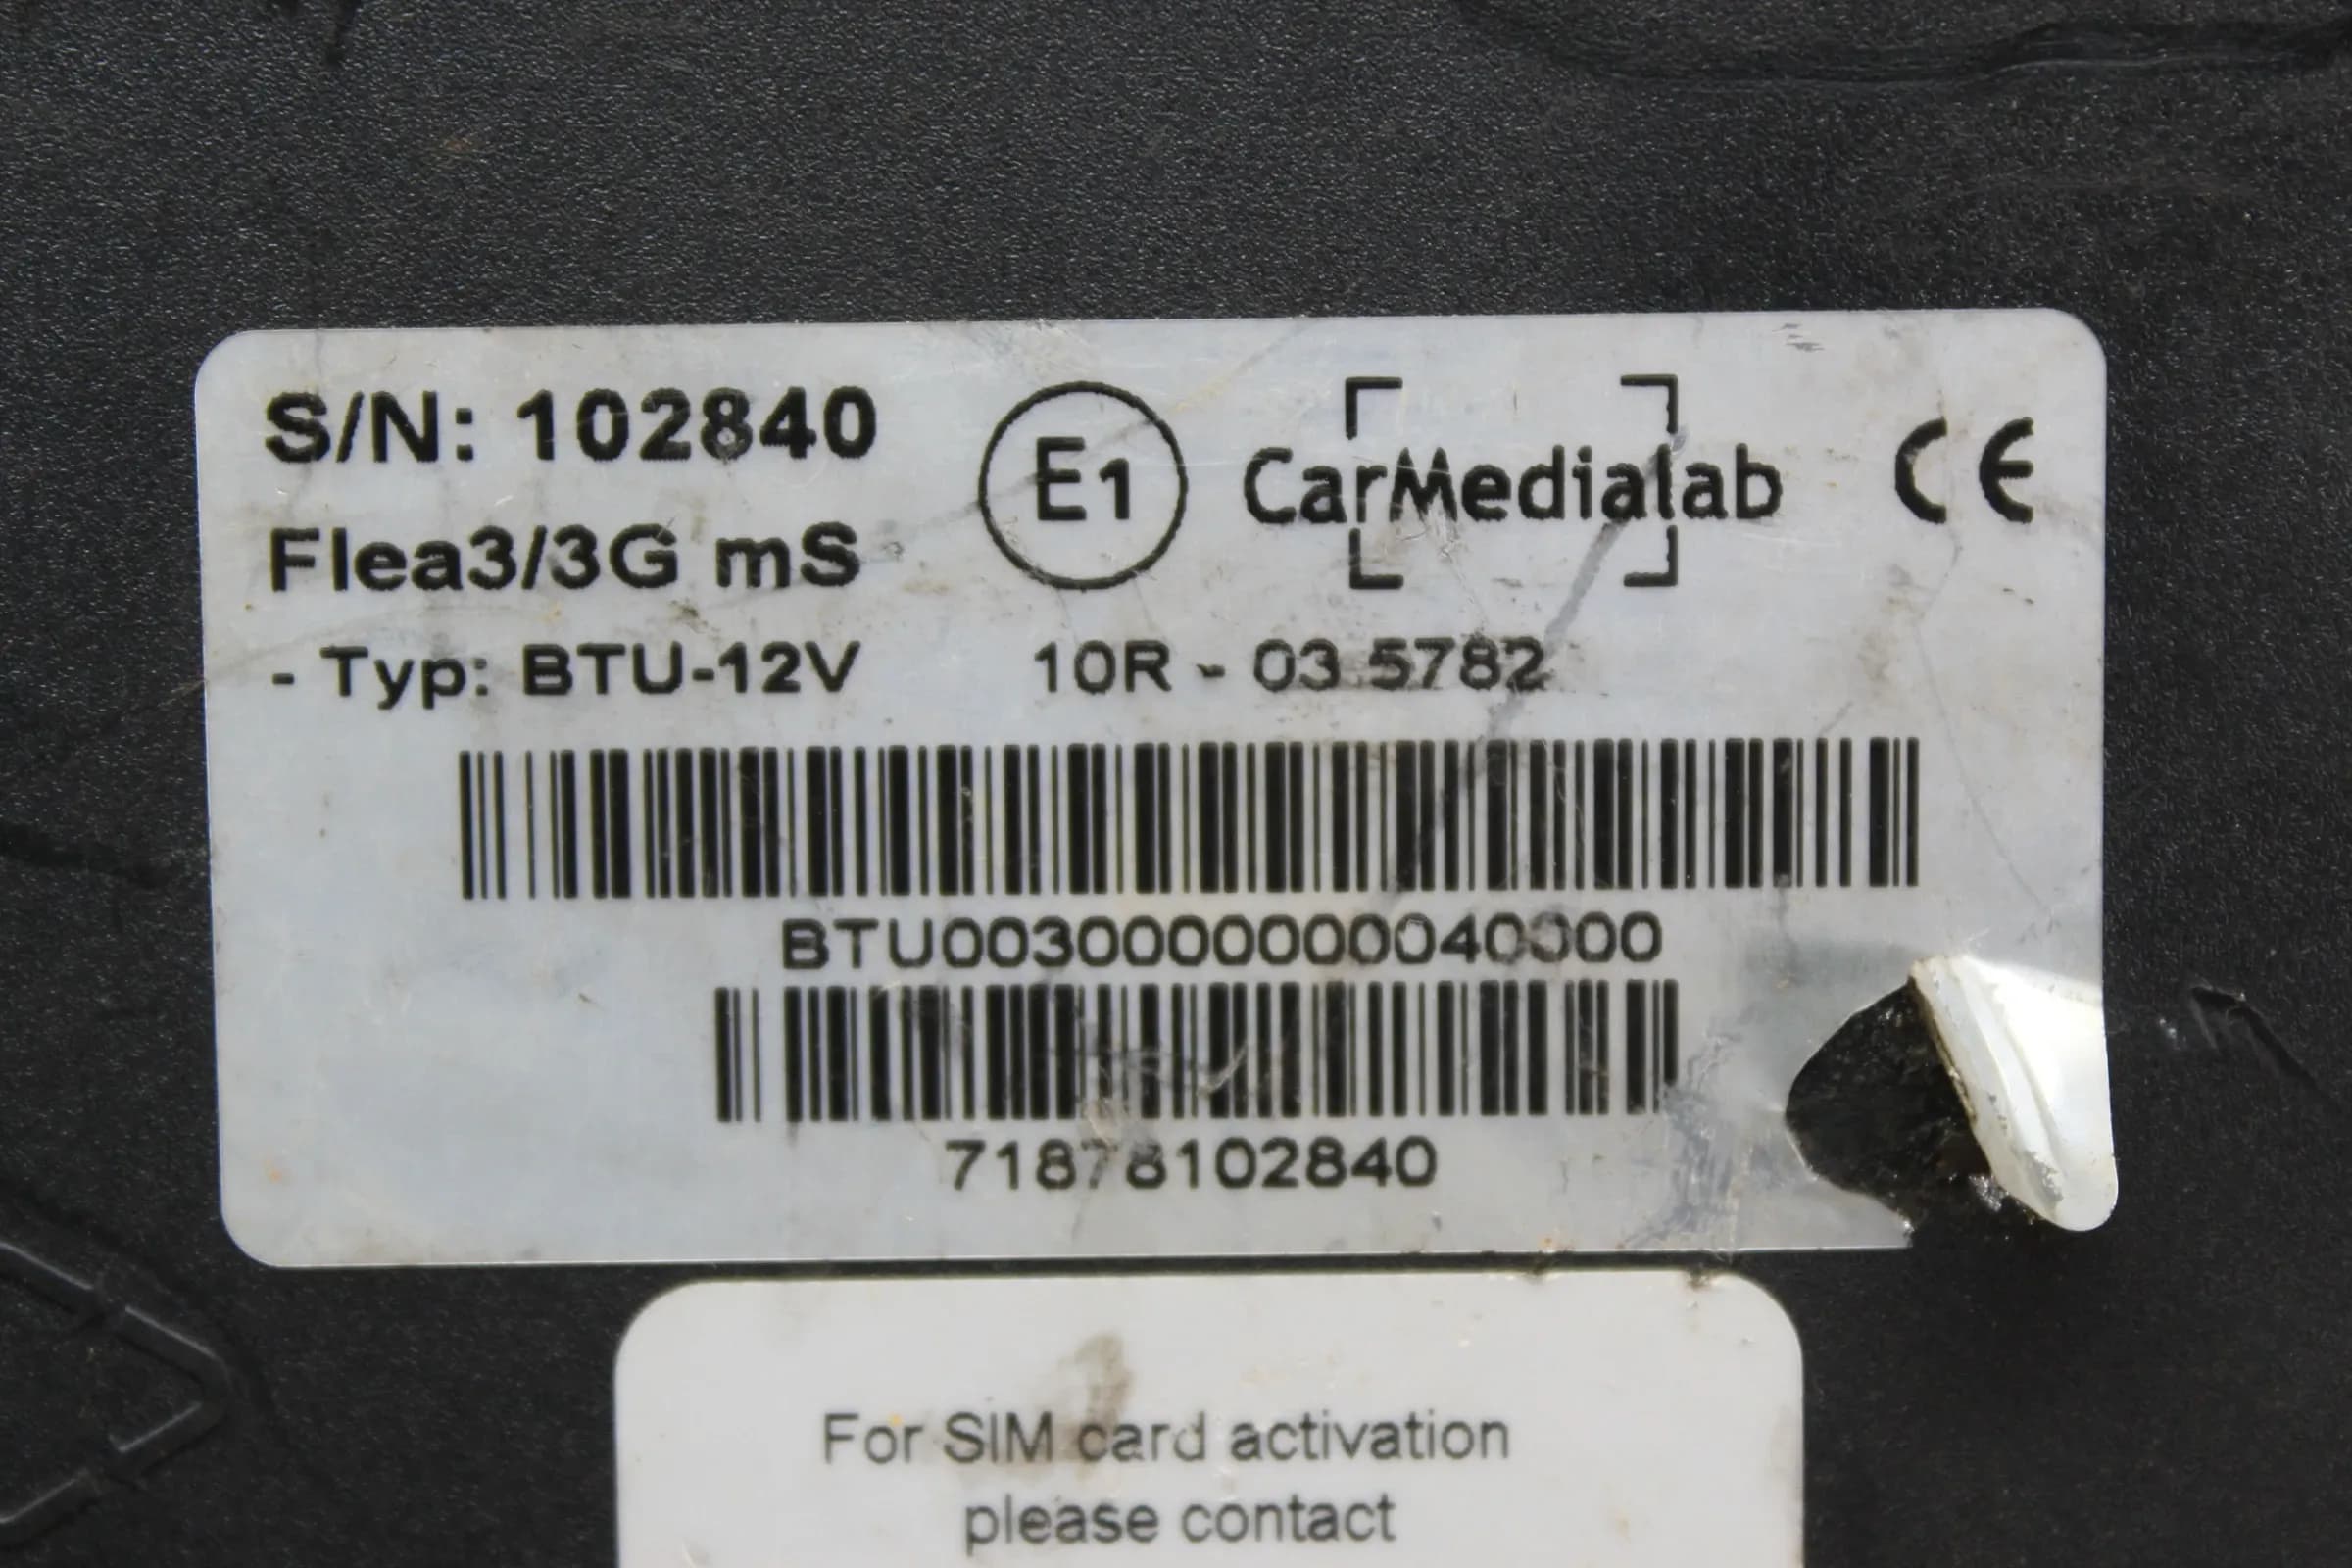 S/N: 102840
Flea3/3G mS
E1
CarMedialab
CE
- Typ: BTU-12V 10R - 03 5782
BTU0030000000040000
71878102840
For SIM card activation
please contact